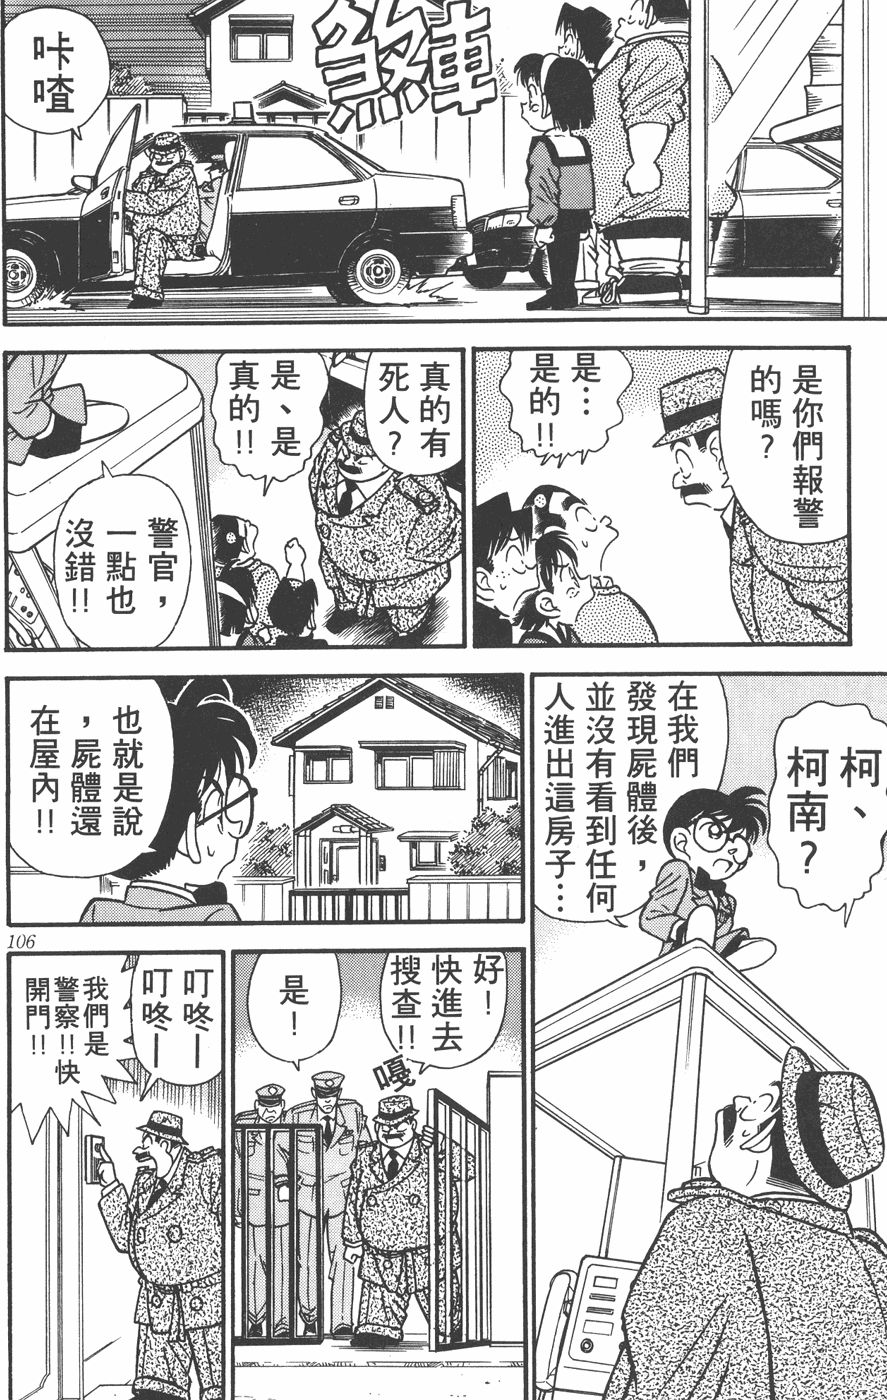 煞車
咔
喳
是你們報警
的嗎?
是…
是的!!
真的有
死人?
是、是
真的!!
警官,
一點也
沒錯!!
柯、
柯南?
在我們
發現屍體後,
並沒有看到任何
人進出這房子…
也就是說
,屍體還
在屋內!!
106
好!
快進去
搜查!!
嘎
是!
叮咚—
叮咚—
我們是
警察!!快
開門!!